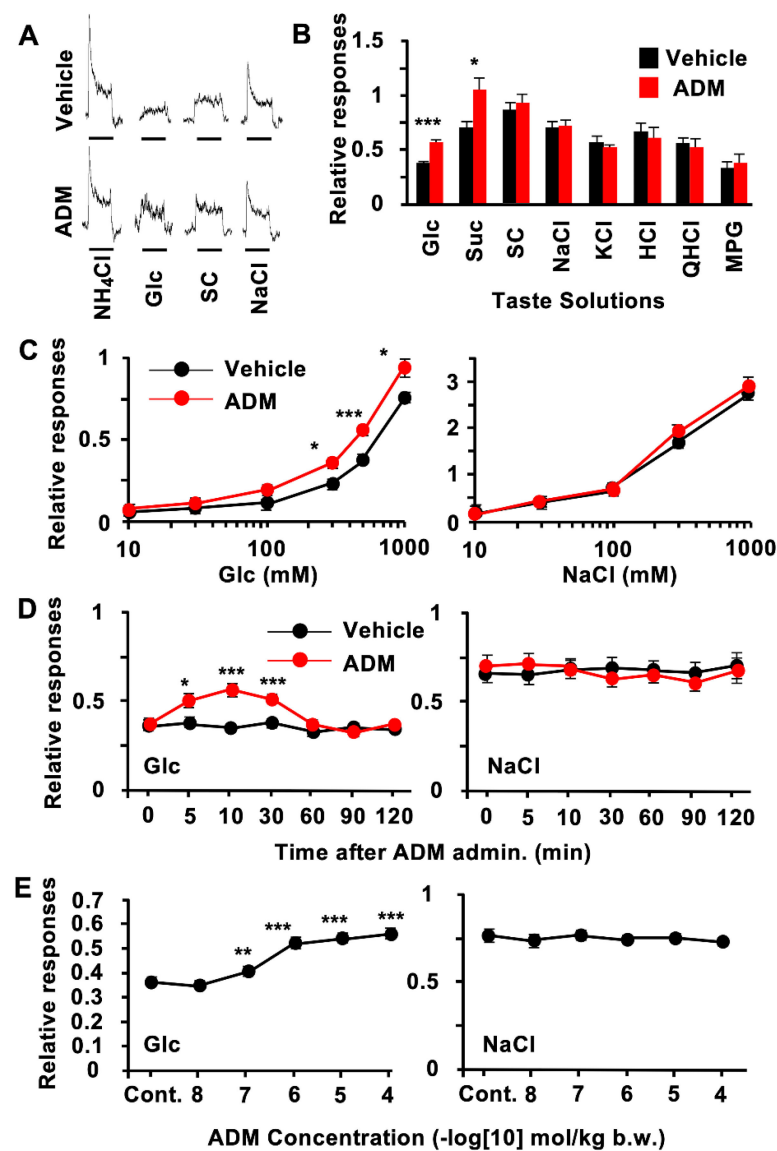 A
Vehicle
ADM
NH4Cl
Glc
SC
NaCl
B
Relative responses
1.5
1
0.5
0
Vehicle
ADM
***
*
Glc
Suc
SC
NaCl
KCl
HCl
QHCl
MPG
Taste Solutions
C
Relative responses
1
0.5
0
Vehicle
ADM
*
***
*
10
100
1000
Glc (mM)
3
2
1
0
10
100
1000
NaCl (mM)
D
Relative responses
1
0.5
0
Vehicle
ADM
*
***
***
Glc
0 5 10 30 60 90 120
1
0.5
0
NaCl
0 5 10 30 60 90 120
Time after ADM admin. (min)
E
Relative responses
0.7
0.6
0.5
0.4
0.3
0.2
0.1
0
**
***
***
***
Glc
Cont. 8 7 6 5 4
1
0.5
0
NaCl
Cont. 8 7 6 5 4
ADM Concentration (-log[10] mol/kg b.w.)